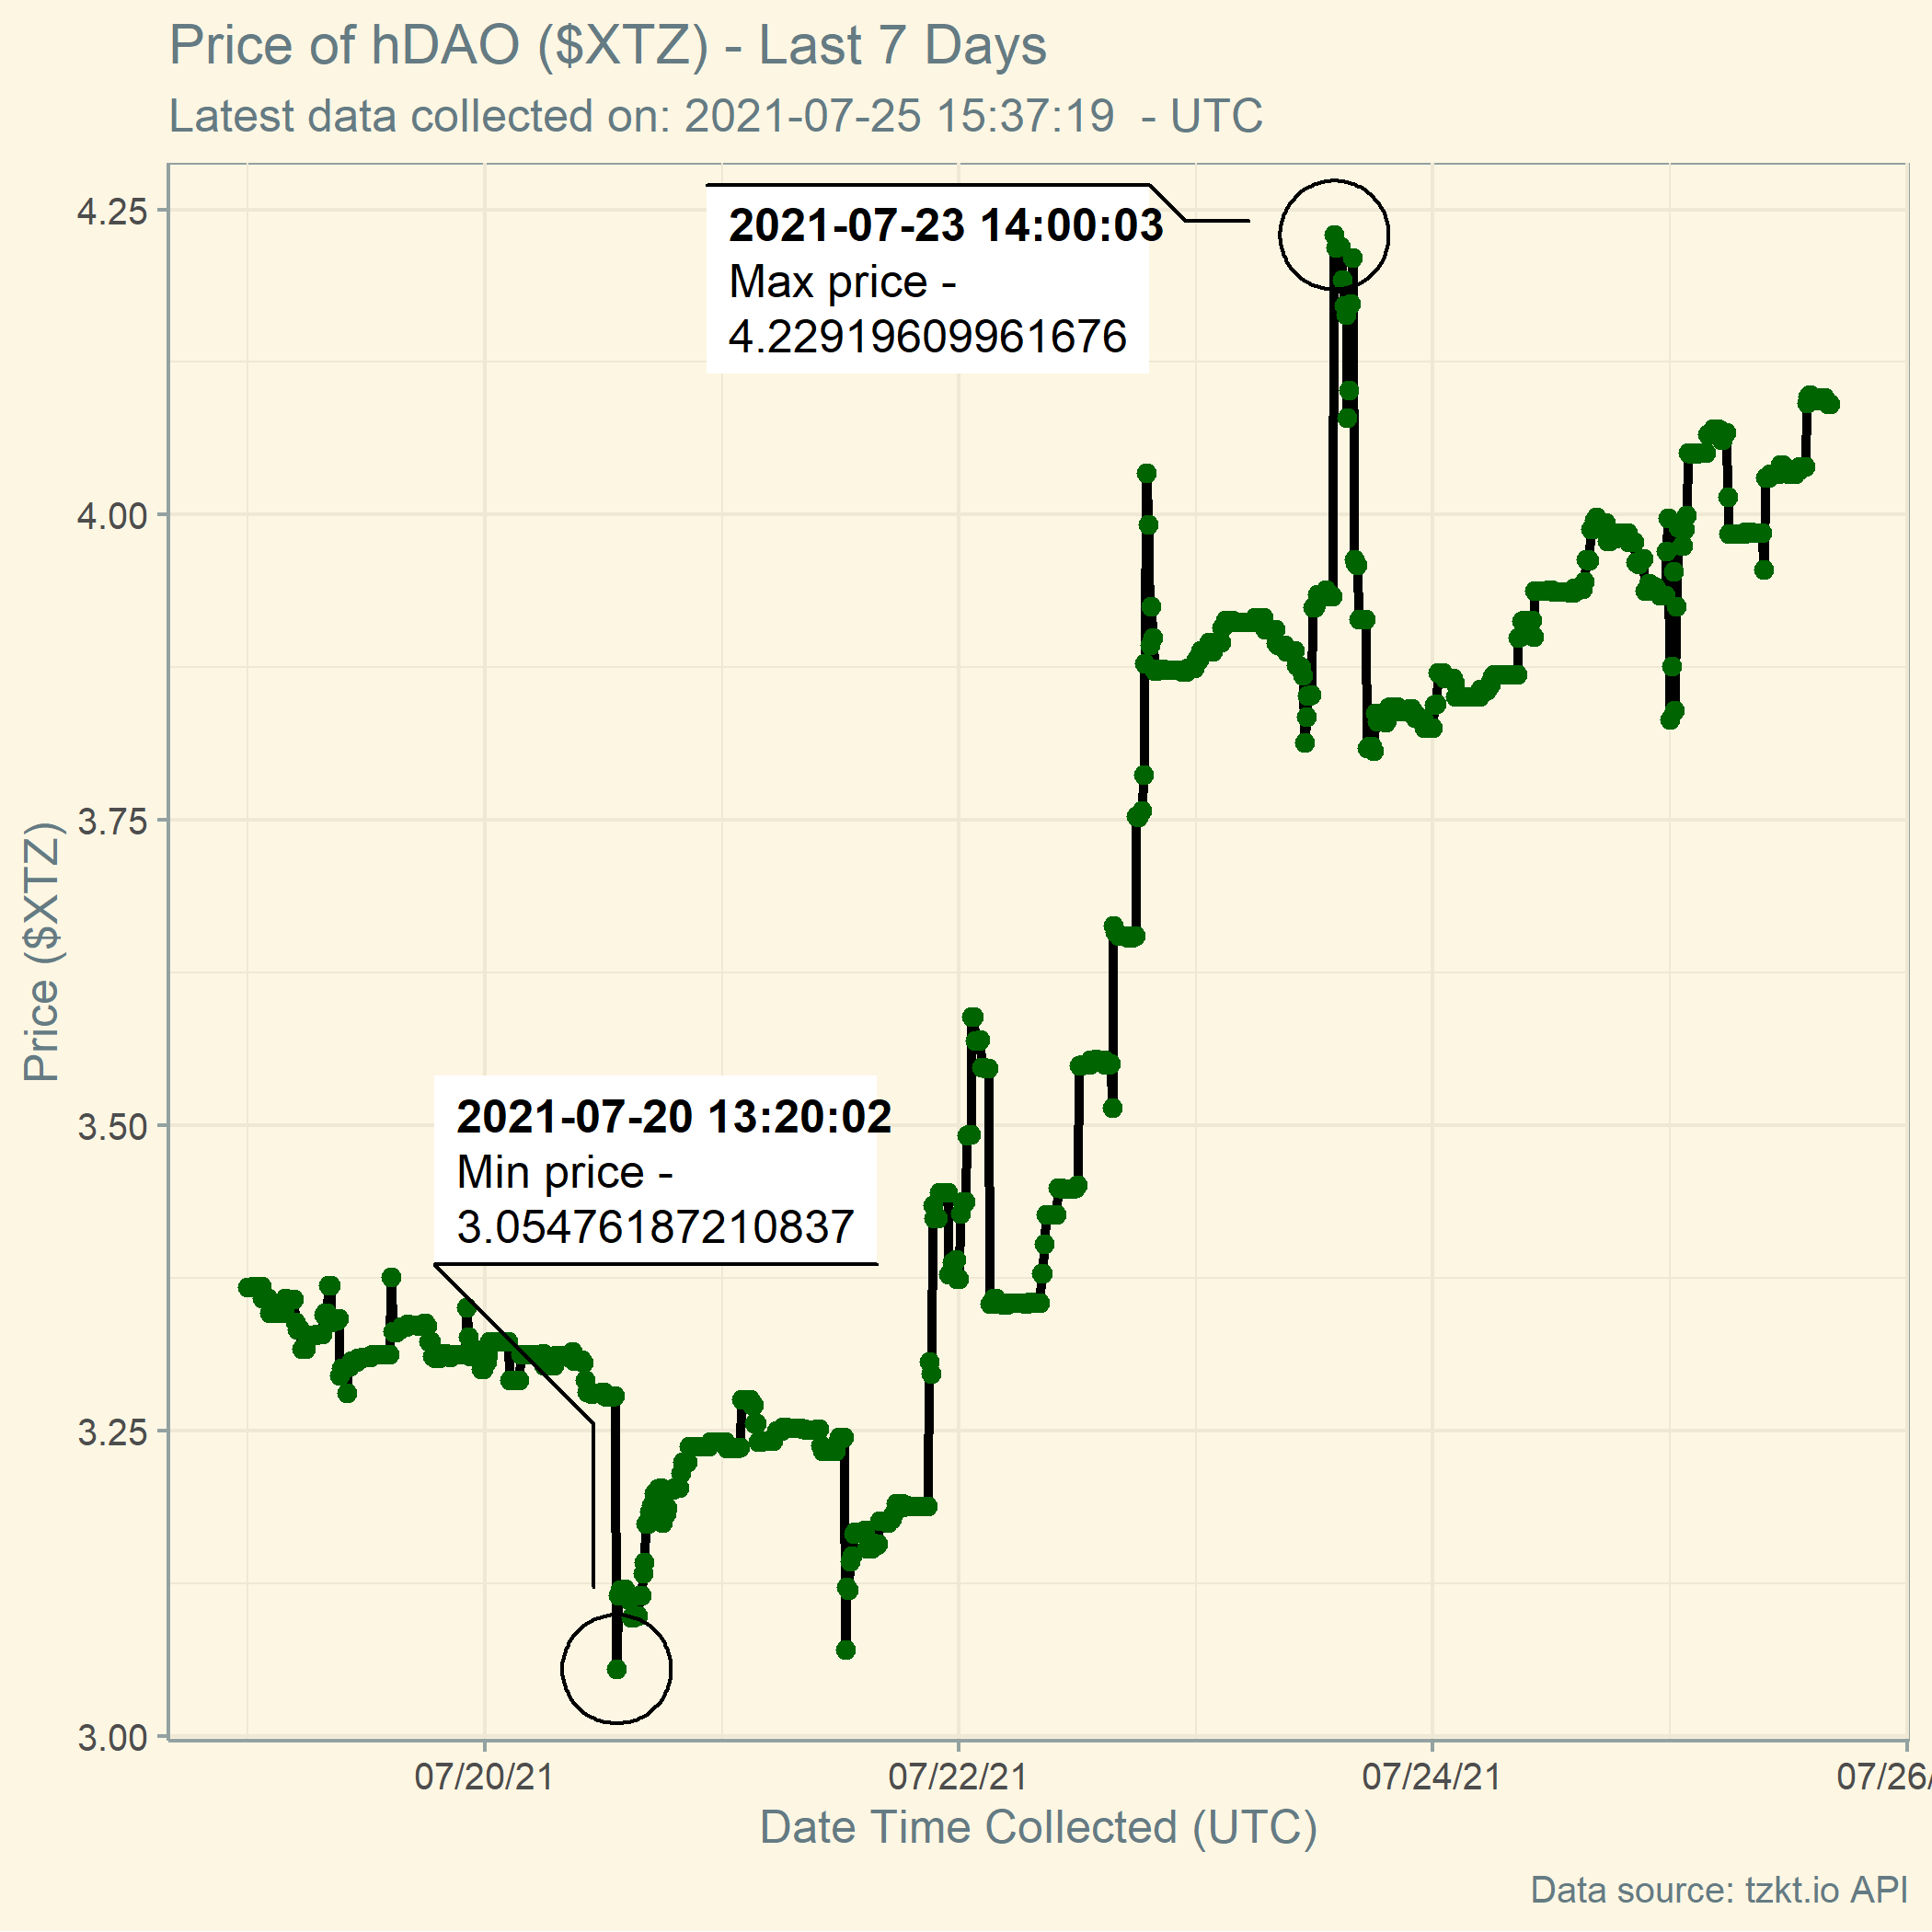 Price of hDAO ($XTZ) - Last 7 Days
Latest data collected on: 2021-07-25 15:37:19  - UTC
4.25
4.00
3.75
3.50
3.25
3.00
Price ($XTZ)
2021-07-23 14:00:03
Max price -
4.22919609961676
2021-07-20 13:20:02
Min price -
3.05476187210837
07/20/21
07/22/21
07/24/21
07/26/
Date Time Collected (UTC)
Data source: tzkt.io API